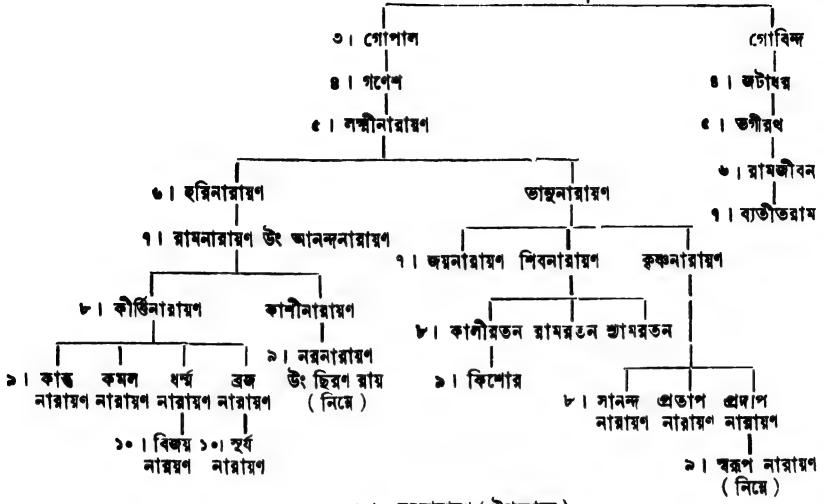 ৩। গোপাল গোবিন্দ
৪। গণেশ ৪। জটাধর
৫। লক্ষ্মীনারায়ণ ৫। ভগীরথ
৬। হরিনারায়ণ ভানুনারায়ণ ৬। রামজীবন
৭। রামনারায়ণ উং আনন্দনারায়ণ ৭। ব্যতীতরাম
৭। জয়নারায়ণ শিবনারায়ণ কৃষ্ণনারায়ণ
৮। কীর্ত্তিনারায়ণ কাশীনারায়ণ
৮। কালীরতন রামরতন শ্যামরতন
৯। নরনারায়ণ
৯। কান্ত কমল ধর্ম্ম ব্রজ উং ছিরণ রায় ৯। কিশোর
নারায়ণ নারায়ণ নারায়ণ নারায়ণ (নিম্নে)
৮। সানন্দ প্রতাপ প্রদাপ
নারায়ণ নারায়ণ নারায়ণ
১০। বিজয় ১০। সূর্য
নারায়ণ নারায়ণ
৯। স্বরূপ নারায়ণ
(নিম্নে)